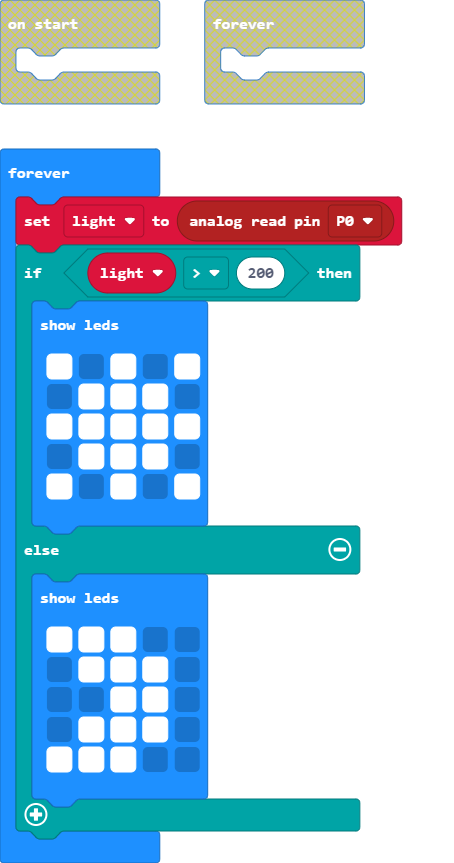 on start
forever
forever
set light to analog read pin P0
if light > 200 then
show leds
else
show leds